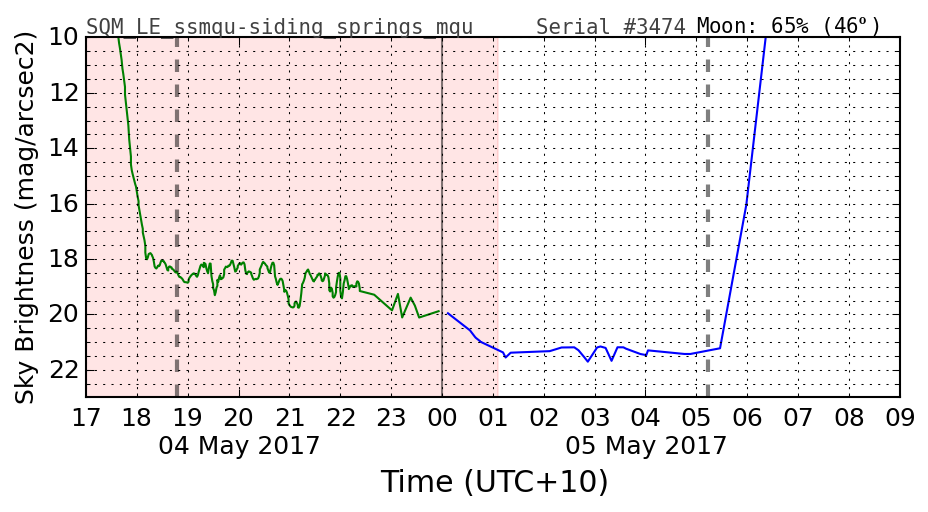 SQM_LE_ssmqu-siding_springs_mqu Serial #3474 Moon: 65% (46°)
Sky Brightness (mag/arcsec2)
10
12
14
16
18
20
22
17 18 19 20 21 22 23 00 01 02 03 04 05 06 07 08 09
04 May 2017 05 May 2017
Time (UTC+10)